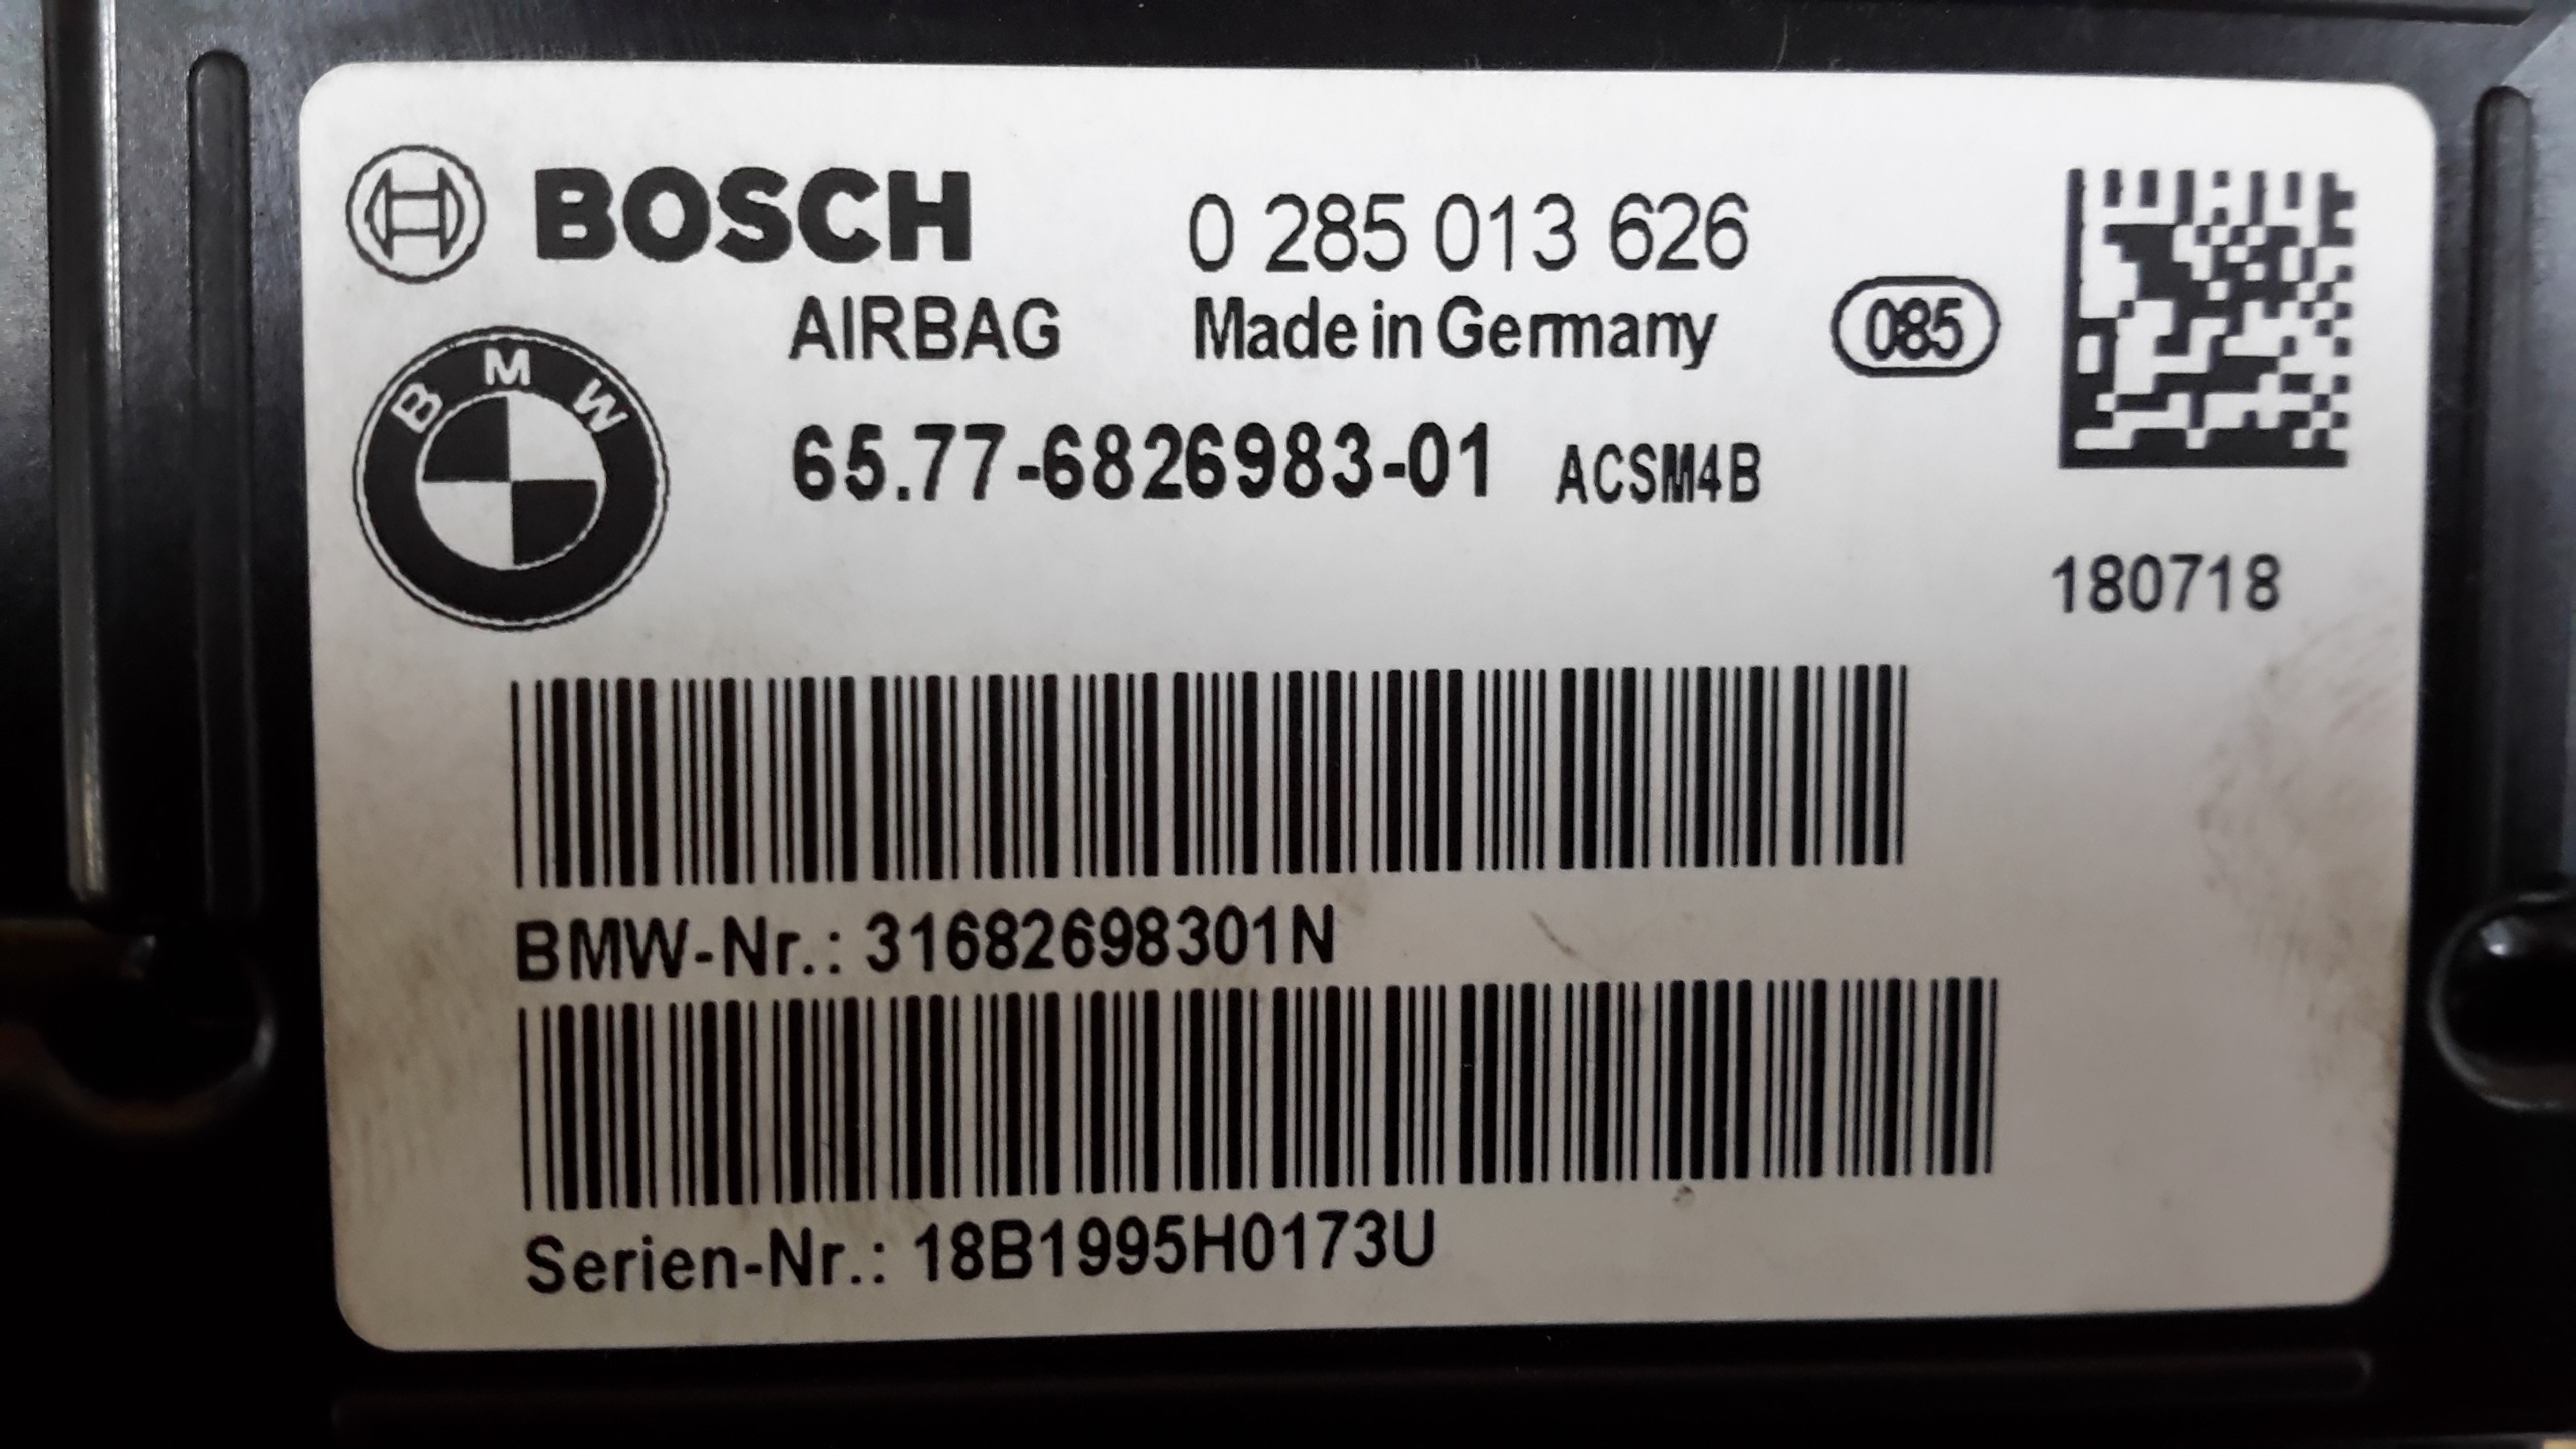 BOSCH 0 285 013 626
AIRBAG Made in Germany 085
BMW
65.77-6826983-01 ACSM4B
180718
BMW-Nr.: 31682698301N
Serien-Nr.: 18B1995H0173U